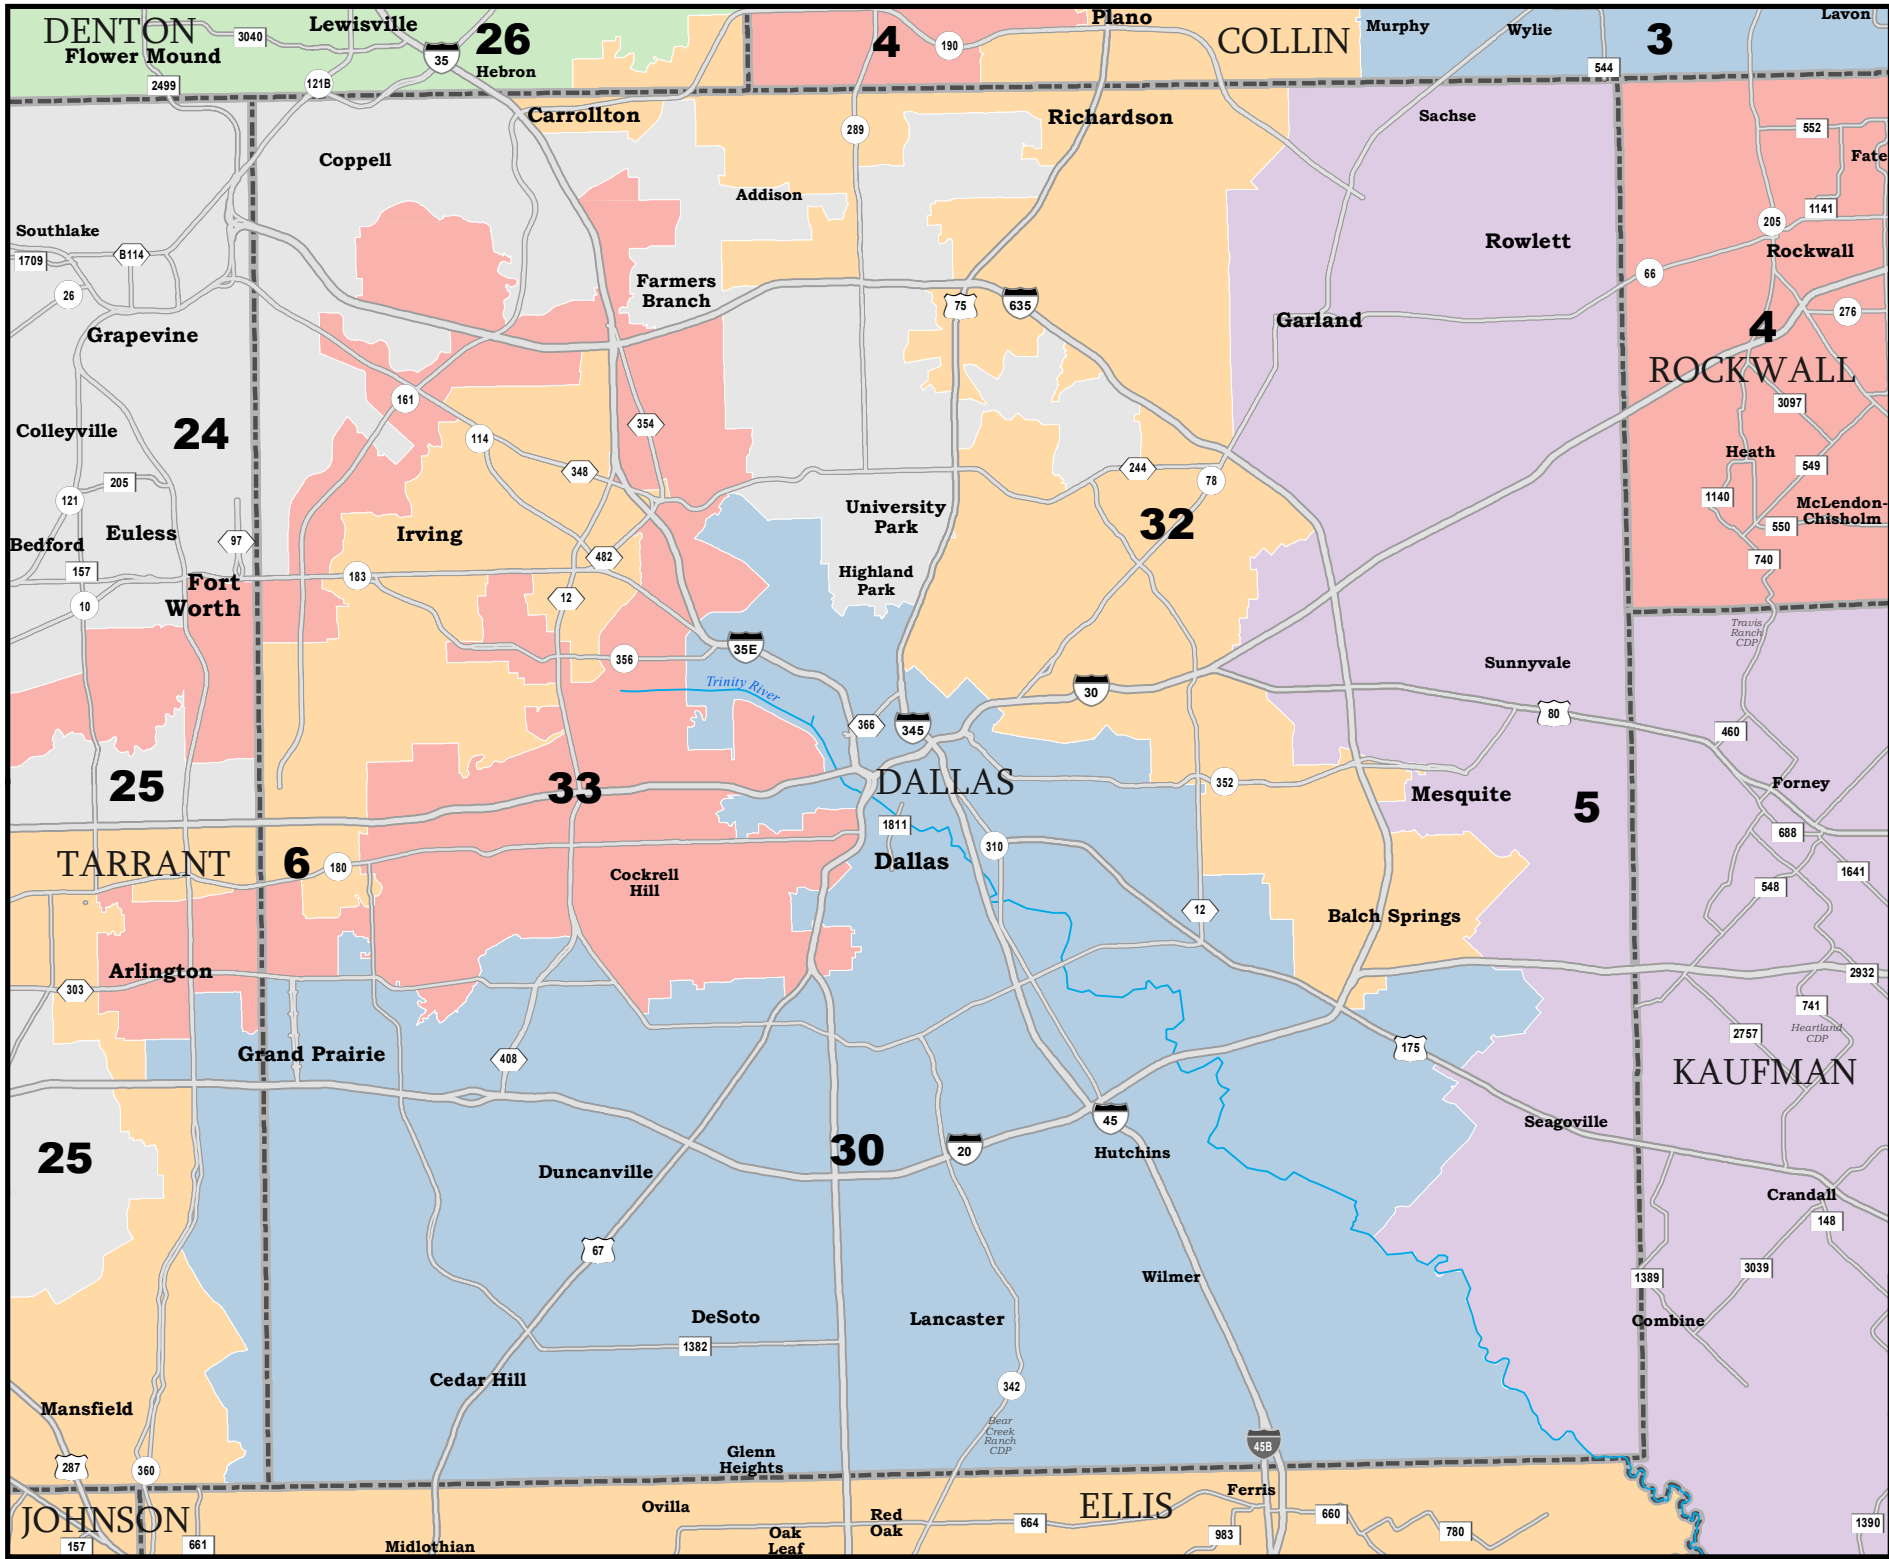 DENTON
Flower Mound
3040
Lewisville
26
Hebron
35
121B
2499
4
190
Plano
COLLIN
Murphy
Wylie
3
Lavon
544
Carrollton
289
Richardson
Sachse
552
Fate
Coppell
Addison
1141
205
Southlake
1709
B114
26
Rowlett
Rockwall
66
276
Farmers
Branch
75
635
Garland
4
ROCKWALL
Grapevine
161
3097
Colleyville
24
114
354
348
244
78
Heath
549
205
121
1140
McLendon-
Chisholm
550
Euless
University
Park
32
Bedford
97
Irving
482
740
157
183
Highland
Park
Fort
Worth
10
12
Travis
Ranch
CDP
35E
356
Sunnyvale
Trinity River
30
366
345
80
460
25
33
DALLAS
352
Mesquite
5
Forney
1811
688
TARRANT
6
180
Dallas
310
Cockrell
Hill
1641
548
12
Balch Springs
Arlington
303
2932
741
Heartland
CDP
2757
Grand Prairie
408
175
KAUFMAN
45
Seagoville
25
30
20
Hutchins
Duncanville
Crandall
148
67
Wilmer
3039
1389
DeSoto
Lancaster
Combine
1382
Cedar Hill
342
Mansfield
Bear
Creek
Ranch
CDP
45B
Glenn
Heights
287
360
JOHNSON
Ovilla
ELLIS
Ferris
Red
Oak
664
660
1390
780
983
Oak
Leaf
157
661
Midlothian